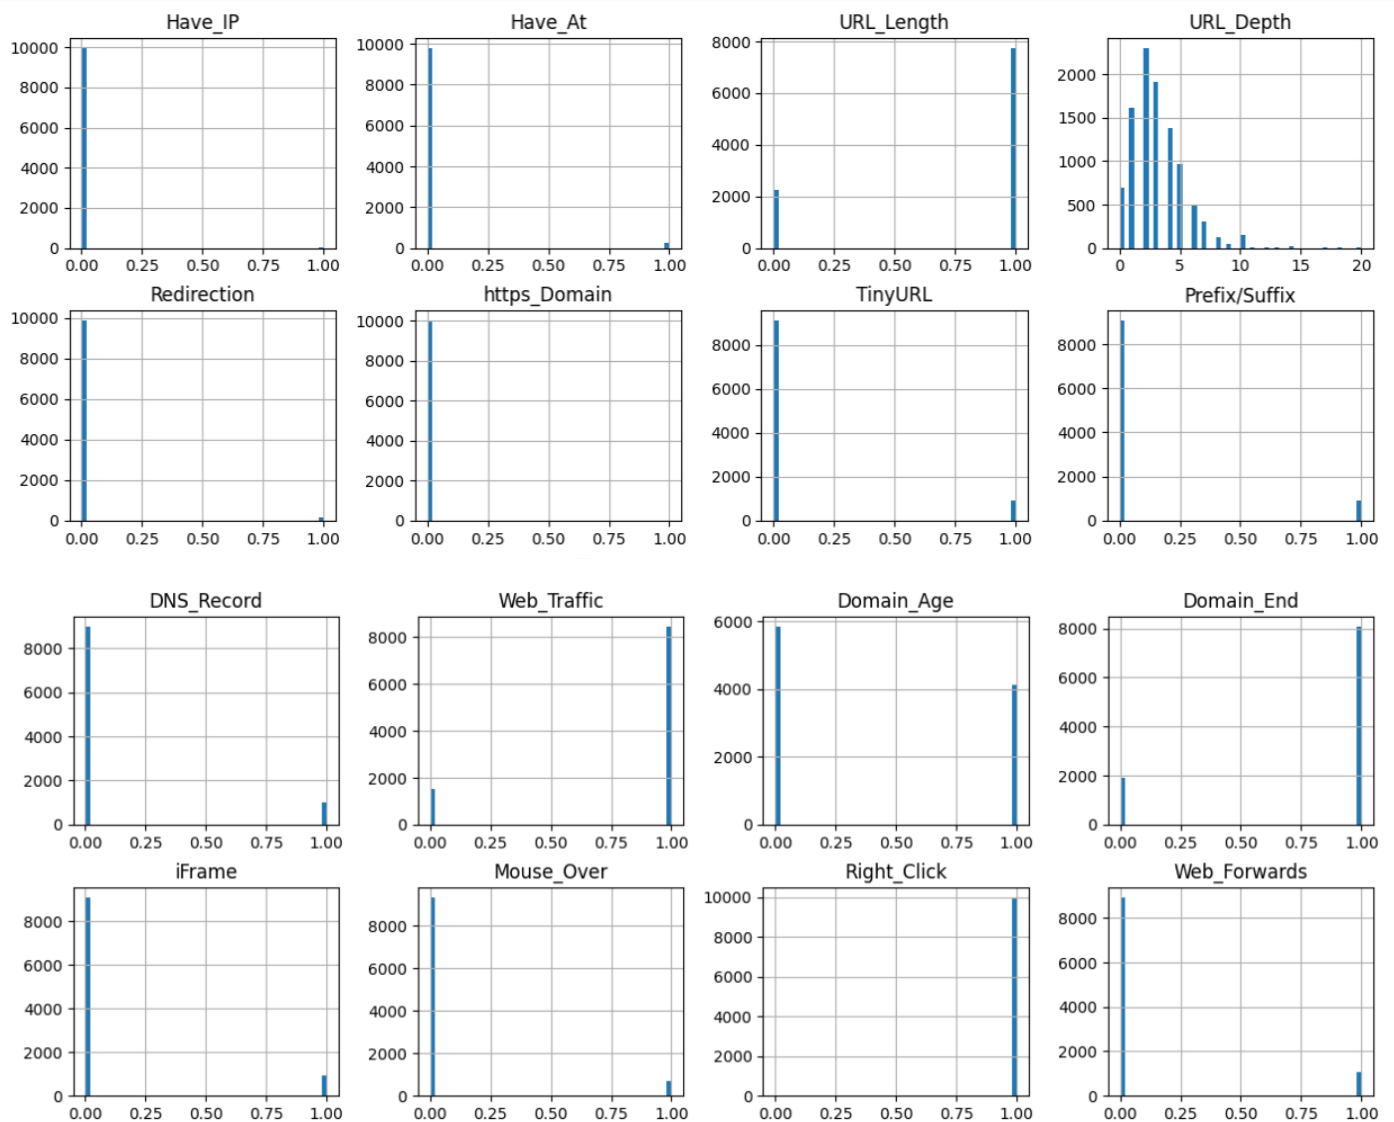 Have_IP Have_At URL_Length URL_Depth
10000 10000 8000
8000 8000 6000 2000
6000 6000 1500
4000 4000 4000 1000
2000 2000 2000 500
0 0 0 0
0.00 0.25 0.50 0.75 1.00 0.00 0.25 0.50 0.75 1.00 0.00 0.25 0.50 0.75 1.00 0 5 10 15 20
Redirection https_Domain TinyURL Prefix/Suffix
10000 10000
8000 8000 8000 8000
6000 6000 6000 6000
4000 4000 4000 4000
2000 2000 2000 2000
0 0 0 0
0.00 0.25 0.50 0.75 1.00 0.00 0.25 0.50 0.75 1.00 0.00 0.25 0.50 0.75 1.00 0.00 0.25 0.50 0.75 1.00
DNS_Record Web_Traffic Domain_Age Domain_End
8000 8000 6000 8000
6000 6000 6000
4000 4000 4000 4000
2000 2000 2000 2000
0 0 0 0
0.00 0.25 0.50 0.75 1.00 0.00 0.25 0.50 0.75 1.00 0.00 0.25 0.50 0.75 1.00 0.00 0.25 0.50 0.75 1.00
iFrame Mouse_Over Right_Click Web_Forwards
10000
8000 8000 8000 8000
6000 6000 6000 6000
4000 4000 4000 4000
2000 2000 2000 2000
0 0 0 0
0.00 0.25 0.50 0.75 1.00 0.00 0.25 0.50 0.75 1.00 0.00 0.25 0.50 0.75 1.00 0.00 0.25 0.50 0.75 1.00